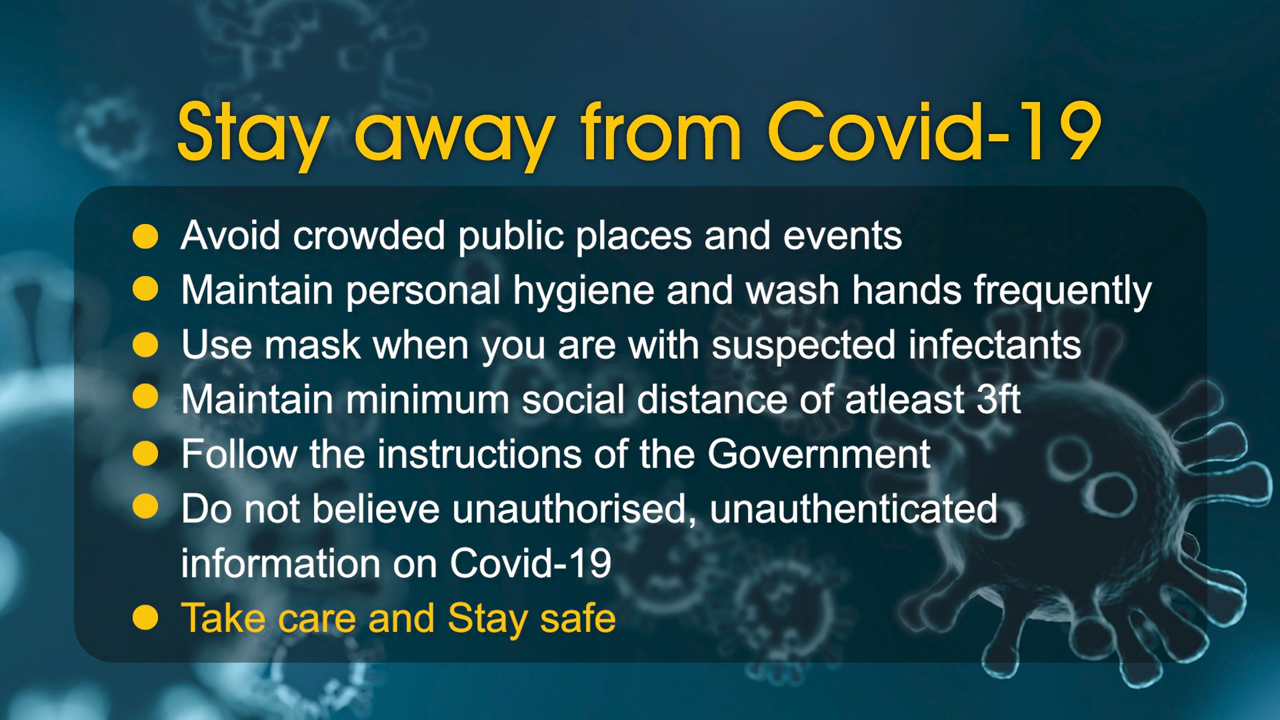 Stay away from Covid-19
Avoid crowded public places and events
Maintain personal hygiene and wash hands frequently
Use mask when you are with suspected infectants
Maintain minimum social distance of atleast 3ft
Follow the instructions of the Government
Do not believe unauthorised, unauthenticated
information on Covid-19
Take care and Stay safe